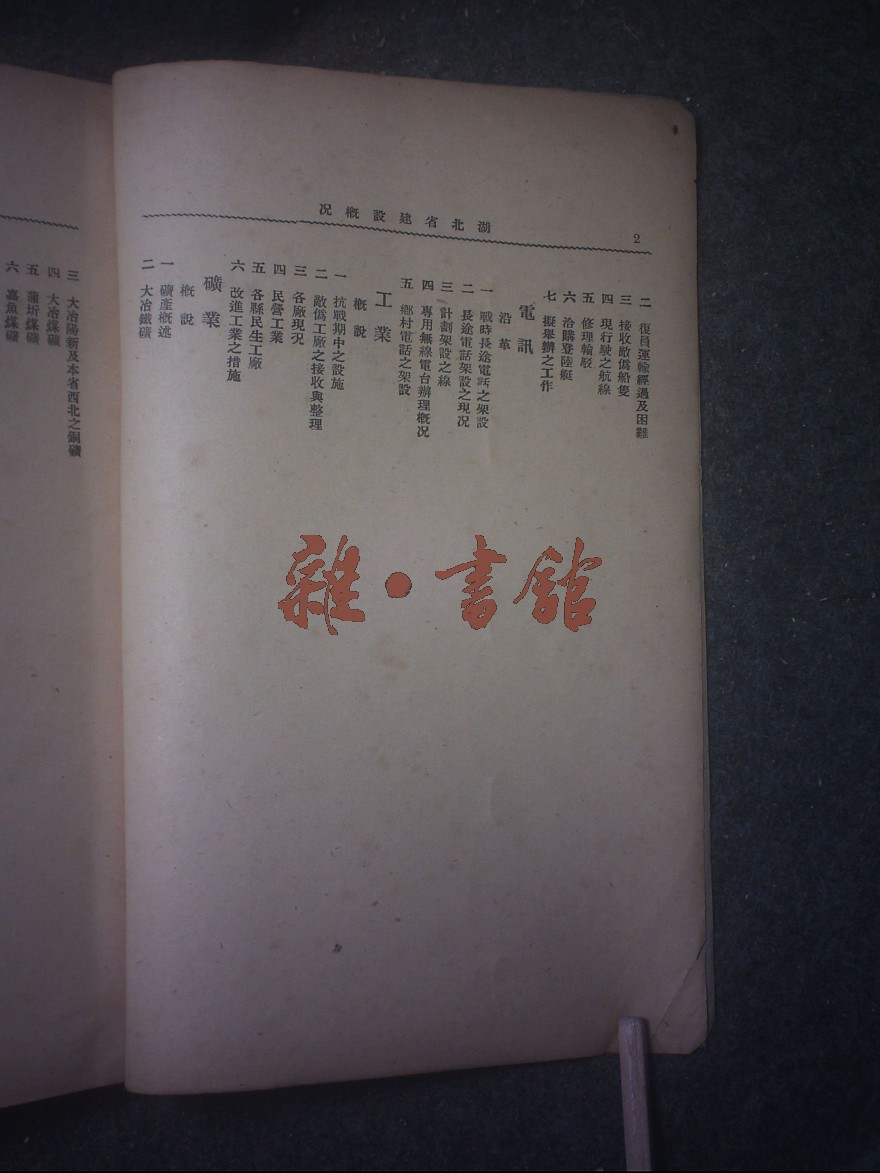 湖北省建設概况
2
二 復員運輸經過及困難
三 接收敵僞船隻
四 現行駛之航線
五 修理輪駁
六 洽購登陸艇
七 擬舉辦之工作
電訊
沿革
一 戰時長途電話之架設
二 長途電話架設之現况
三 計劃架設之線
四 專用無線電台辦理概况
五 鄉村電話之架設
工業
概說
一 抗戰期中之設施
二 敵僞工廠之接收與整理
三 各廠現况
四 民營工業
五 各縣民生工廠
六 改進工業之措施
礦業
概說
一 礦產概述
二 大冶鐵礦
三 大冶陽新及本省西北之銅礦
四 大冶煤礦
五 蒲圻煤礦
六 嘉魚煤礦
雜·書館